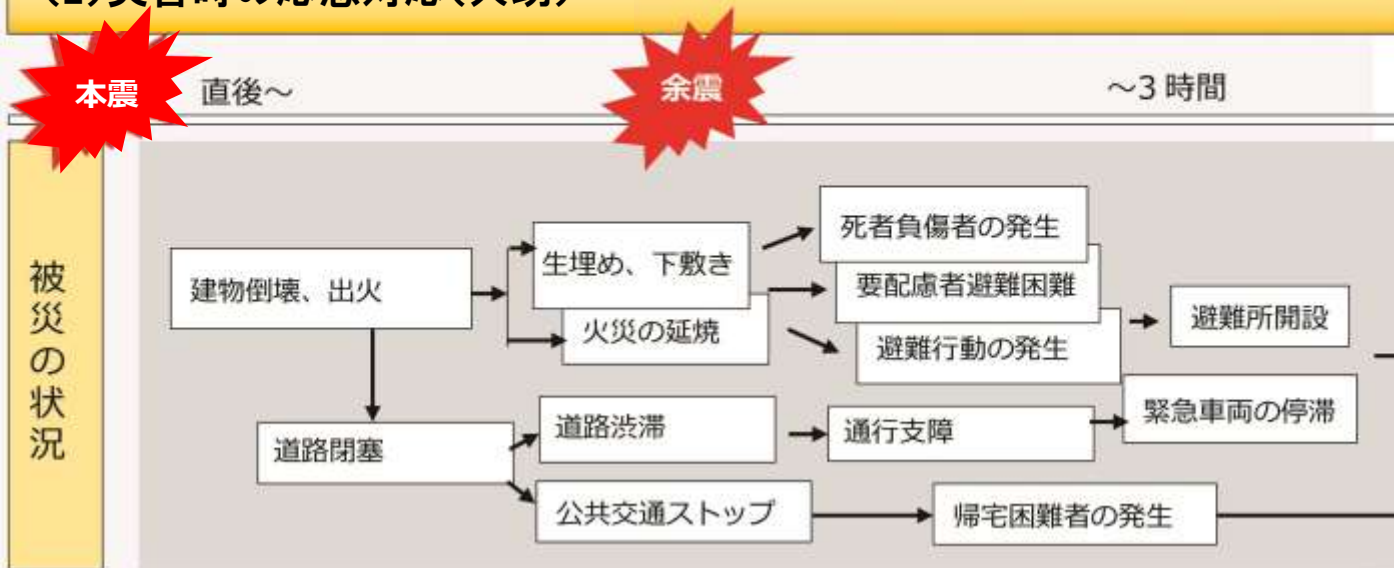 本震
直後～
余震
～3 時間
被災の状況
建物倒壊、出火
生埋め、下敷き
火災の延焼
死者負傷者の発生
要配慮者避難困難
避難行動の発生
避難所開設
道路閉塞
道路渋滞
通行支障
緊急車両の停滞
公共交通ストップ
帰宅困難者の発生